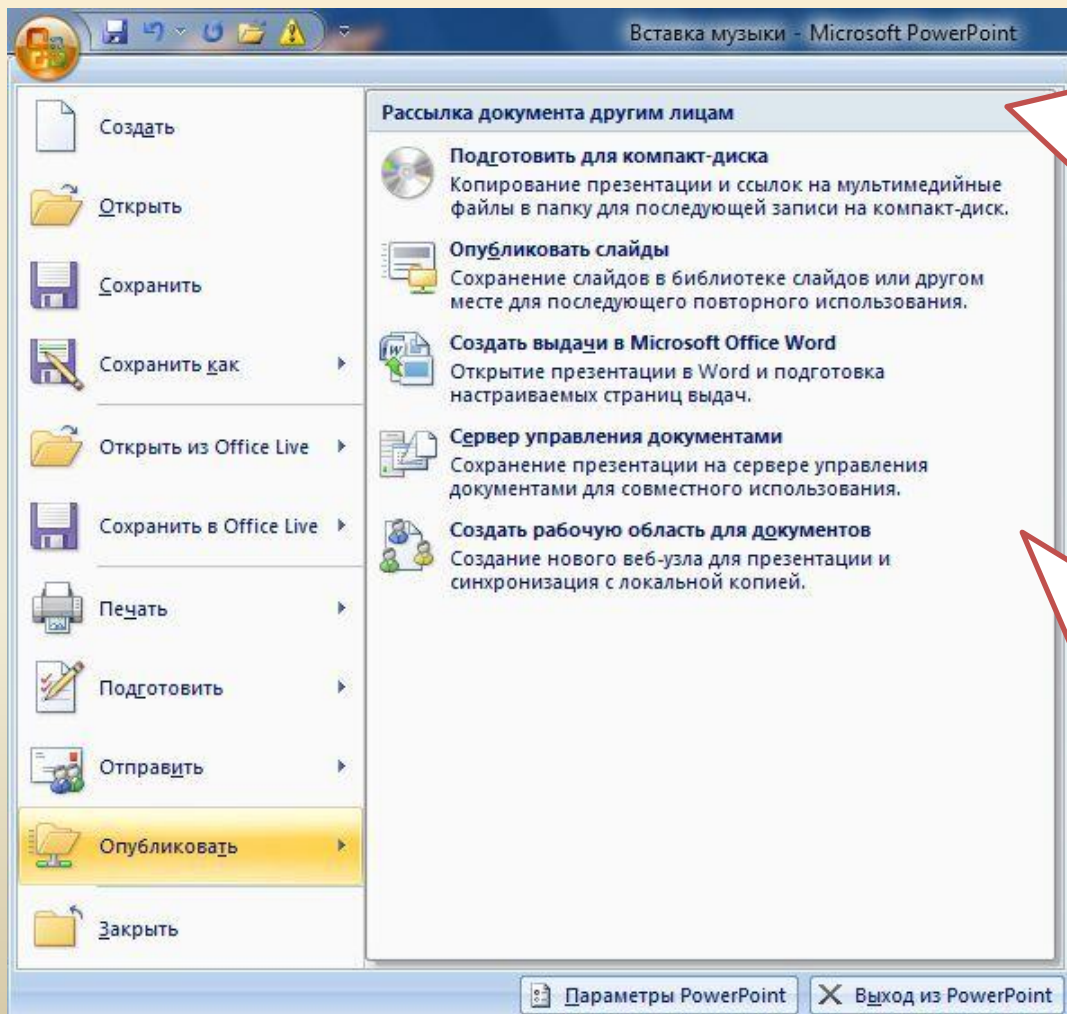 Вставка музыки - Microsoft PowerPoint
Создать
Открыть
Сохранить
Сохранить как
Открыть из Office Live
Сохранить в Office Live
Печать
Подготовить
Отправить
Опубликовать
Закрыть
Рассылка документа другим лицам
Подготовить для компакт-диска
Копирование презентации и ссылок на мультимедийные
файлы в папку для последующей записи на компакт-диск.
Опубликовать слайды
Сохранение слайдов в библиотеке слайдов или другом
месте для последующего повторного использования.
Создать выдачи в Microsoft Office Word
Открытие презентации в Word и подготовка
настраиваемых страниц выдач.
Сервер управления документами
Сохранение презентации на сервере управления
документами для совместного использования.
Создать рабочую область для документов
Создание нового веб-узла для презентации и
синхронизация с локальной копией.
Параметры PowerPoint
Выход из PowerPoint